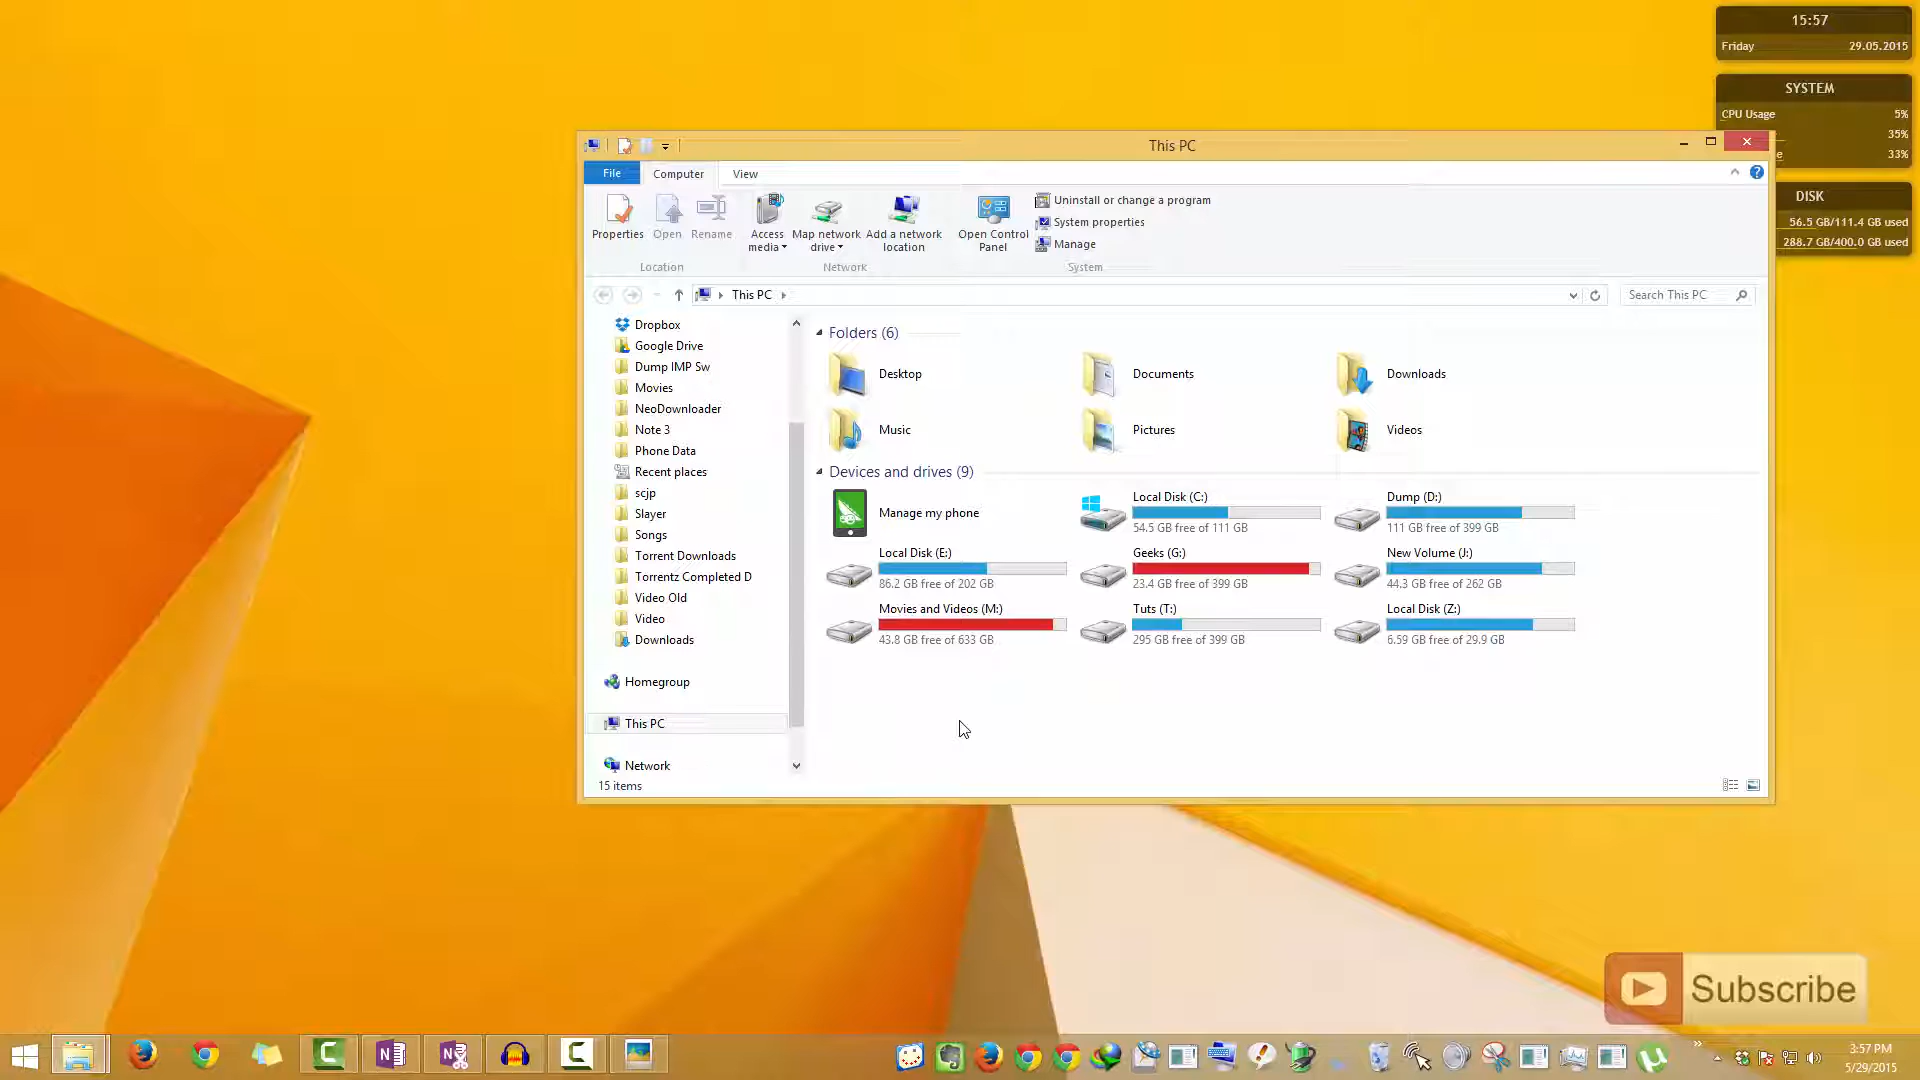 15:57
Friday 29.05.2015
SYSTEM
CPU Usage 5%
35%
e 33%
DISK
56.5 GB/111.4 GB used
288.7 GB/400.0 GB used
This PC
File Computer View
Properties Open Rename
Access media
Map network drive
Add a network location
Open Control Panel
Uninstall or change a program
System properties
Manage
Location Network System
This PC
Search This PC
Dropbox
Google Drive
Dump IMP Sw
Movies
NeoDownloader
Note 3
Phone Data
Recent places
scjp
Slayer
Songs
Torrent Downloads
Torrentz Completed D
Video Old
Video
Downloads
Homegroup
This PC
Network
15 items
Folders (6)
Desktop Documents Downloads
Music Pictures Videos
Devices and drives (9)
Manage my phone
Local Disk (C:)
54.5 GB free of 111 GB
Dump (D:)
111 GB free of 399 GB
Local Disk (E:)
86.2 GB free of 202 GB
Geeks (G:)
23.4 GB free of 399 GB
New Volume (J:)
44.3 GB free of 262 GB
Movies and Videos (M:)
43.8 GB free of 633 GB
Tuts (T:)
295 GB free of 399 GB
Local Disk (Z:)
6.59 GB free of 29.9 GB
Subscribe
3:57 PM
5/29/2015